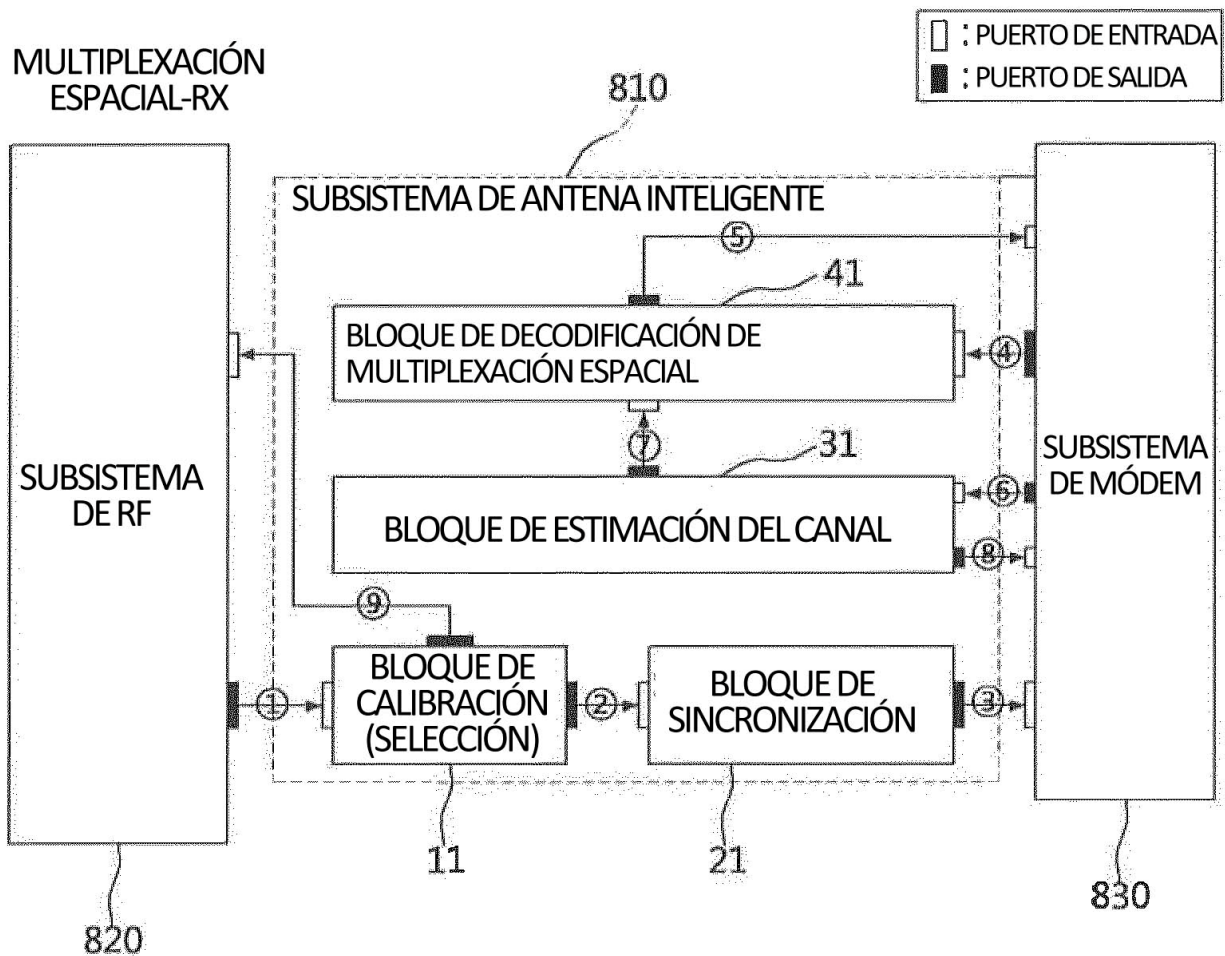 MULTIPLEXACIÓN
ESPACIAL-RX
: PUERTO DE ENTRADA
: PUERTO DE SALIDA
810
SUBSISTEMA DE ANTENA INTELIGENTE
⑤
41
BLOQUE DE DECODIFICACIÓN DE
MULTIPLEXACIÓN ESPACIAL
④
⑦
31
SUBSISTEMA
DE RF
SUBSISTEMA
DE MÓDEM
BLOQUE DE ESTIMACIÓN DEL CANAL
⑥
⑧
⑨
①
BLOQUE DE
CALIBRACIÓN
(SELECCIÓN)
②
BLOQUE DE
SINCRONIZACIÓN
③
11
21
820
830